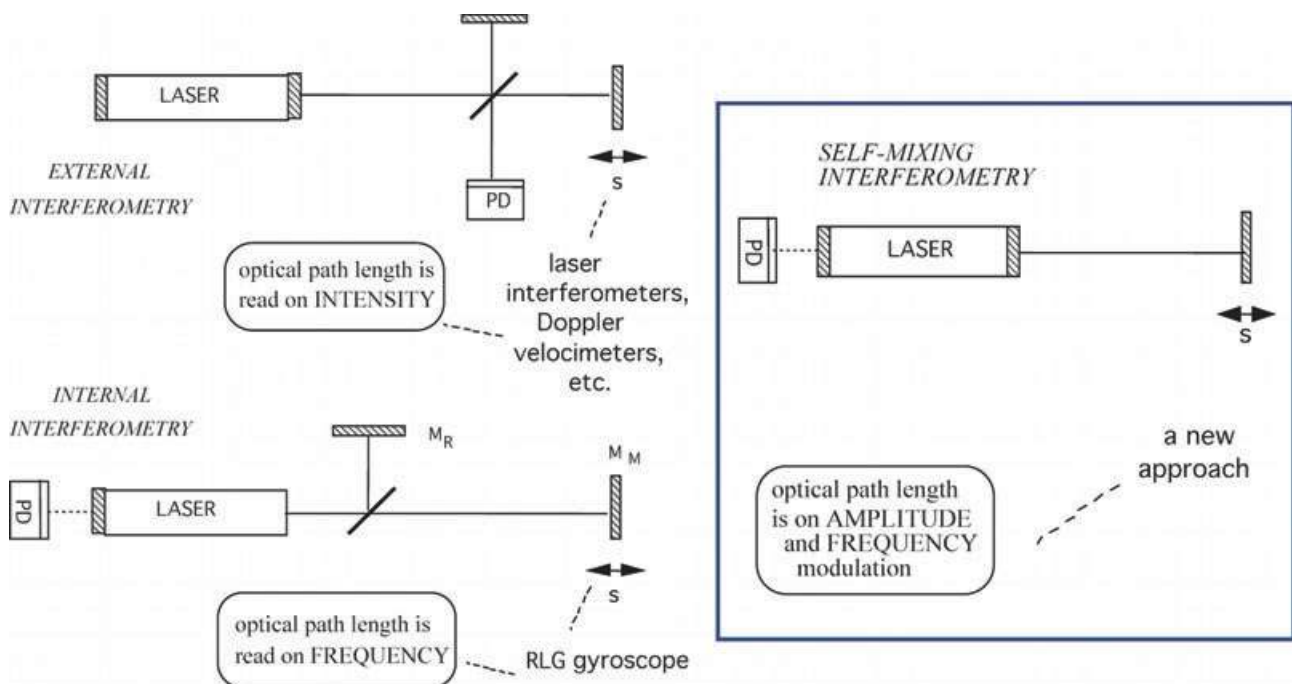 LASER
EXTERNAL
INTERFEROMETRY
PD
s
optical path length is
read on INTENSITY
laser
interferometers,
Doppler
velocimeters,
etc.
INTERNAL
INTERFEROMETRY
M R
M M
PD
LASER
s
optical path length is
read on FREQUENCY
RLG gyroscope
SELF-MIXING
INTERFEROMETRY
PD
LASER
s
a new
approach
optical path length
is on AMPLITUDE
and FREQUENCY
modulation